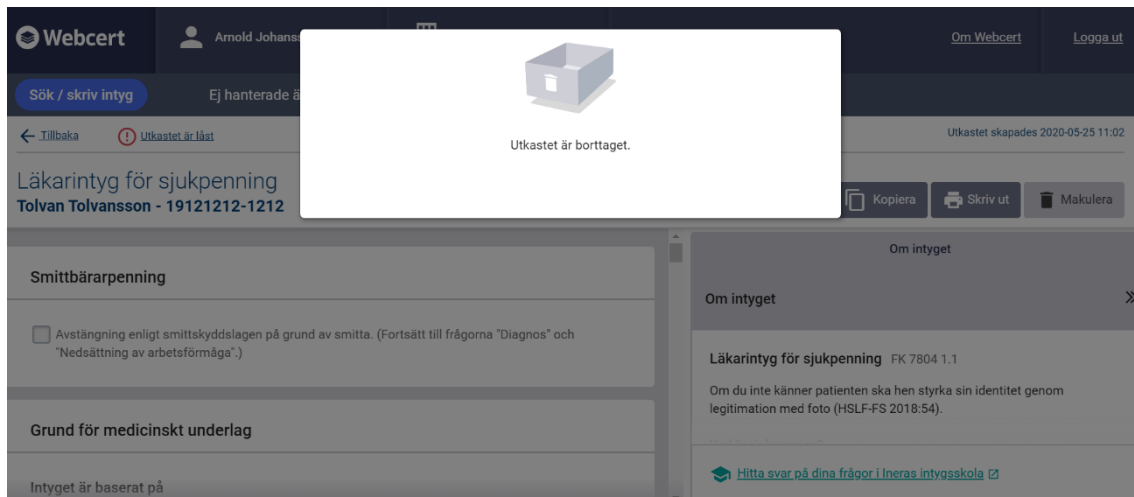 Webcert
Arnold Johans
Om Webcert
Logga ut
Sök / skriv intyg
Ej hanterade ä
Utkastet är borttaget.
Tillbaka
Utkastet är låst
Utkastet skapades 2020-05-25 11:02
Läkarintyg för sjukpenning
Tolvan Tolvansson - 19121212-1212
Kopiera
Skriv ut
Makulera
Smittbärarpenning
Avstängning enligt smittskyddslagen på grund av smitta. (Fortsätt till frågorna "Diagnos" och
"Nedsättning av arbetsförmåga".)
Grund för medicinskt underlag
Intyget är baserat på
Om intyget
Om intyget
Läkarintyg för sjukpenning FK 7804 1.1
Om du inte känner patienten ska hen styrka sin identitet genom
legitimation med foto (HSLF-FS 2018:54).
Hitta svar på dina frågor i Ineras intygsskola